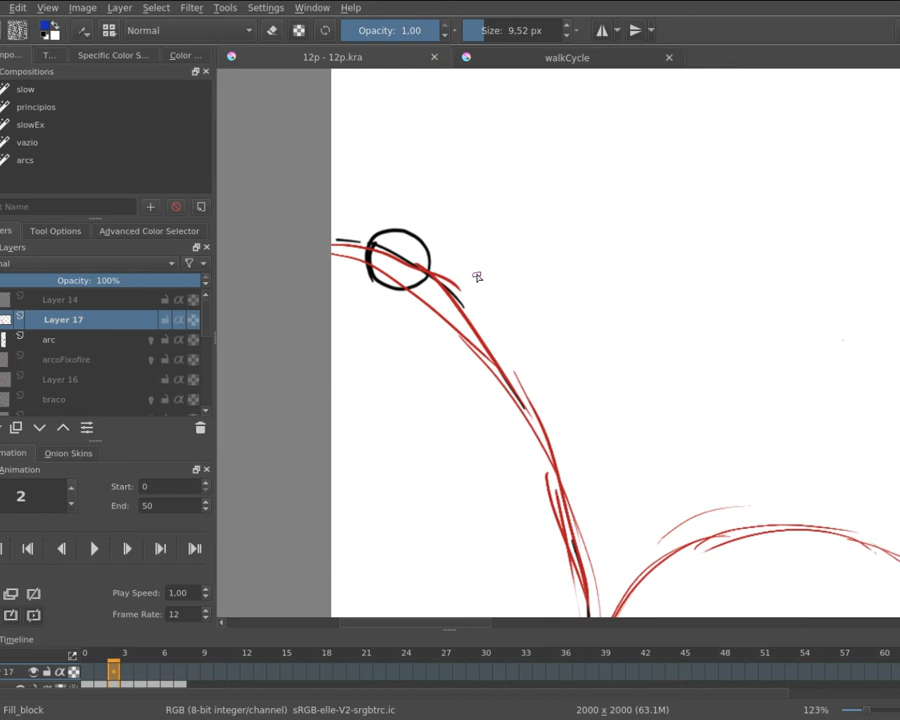 Edit View Image Layer Select Filter Tools Settings Window Help
Normal Opacity: 1,00 Size: 9,52 px
T... Specific Color S... Color ...
12p - 12p.kra
walkCycle
Compositions
slow
principios
slowEx
vazio
arcs
Tool Options Advanced Color Selector
Layers
Opacity: 100%
Layer 14
Layer 17
arc
arcoFixofire
Layer 16
braco
Onion Skins
Animation
2
Start: 0
End: 50
Play Speed: 1,00
Frame Rate: 12
Timeline
0 3 6 9 12 15 18 21 24 27 30 33 36 39 42 45 48 51 54 57 60
17
Fill_block RGB (8-bit integer/channel) sRGB-elle-V2-srgbtrc.ic 2000 x 2000 (63.1M) 123%